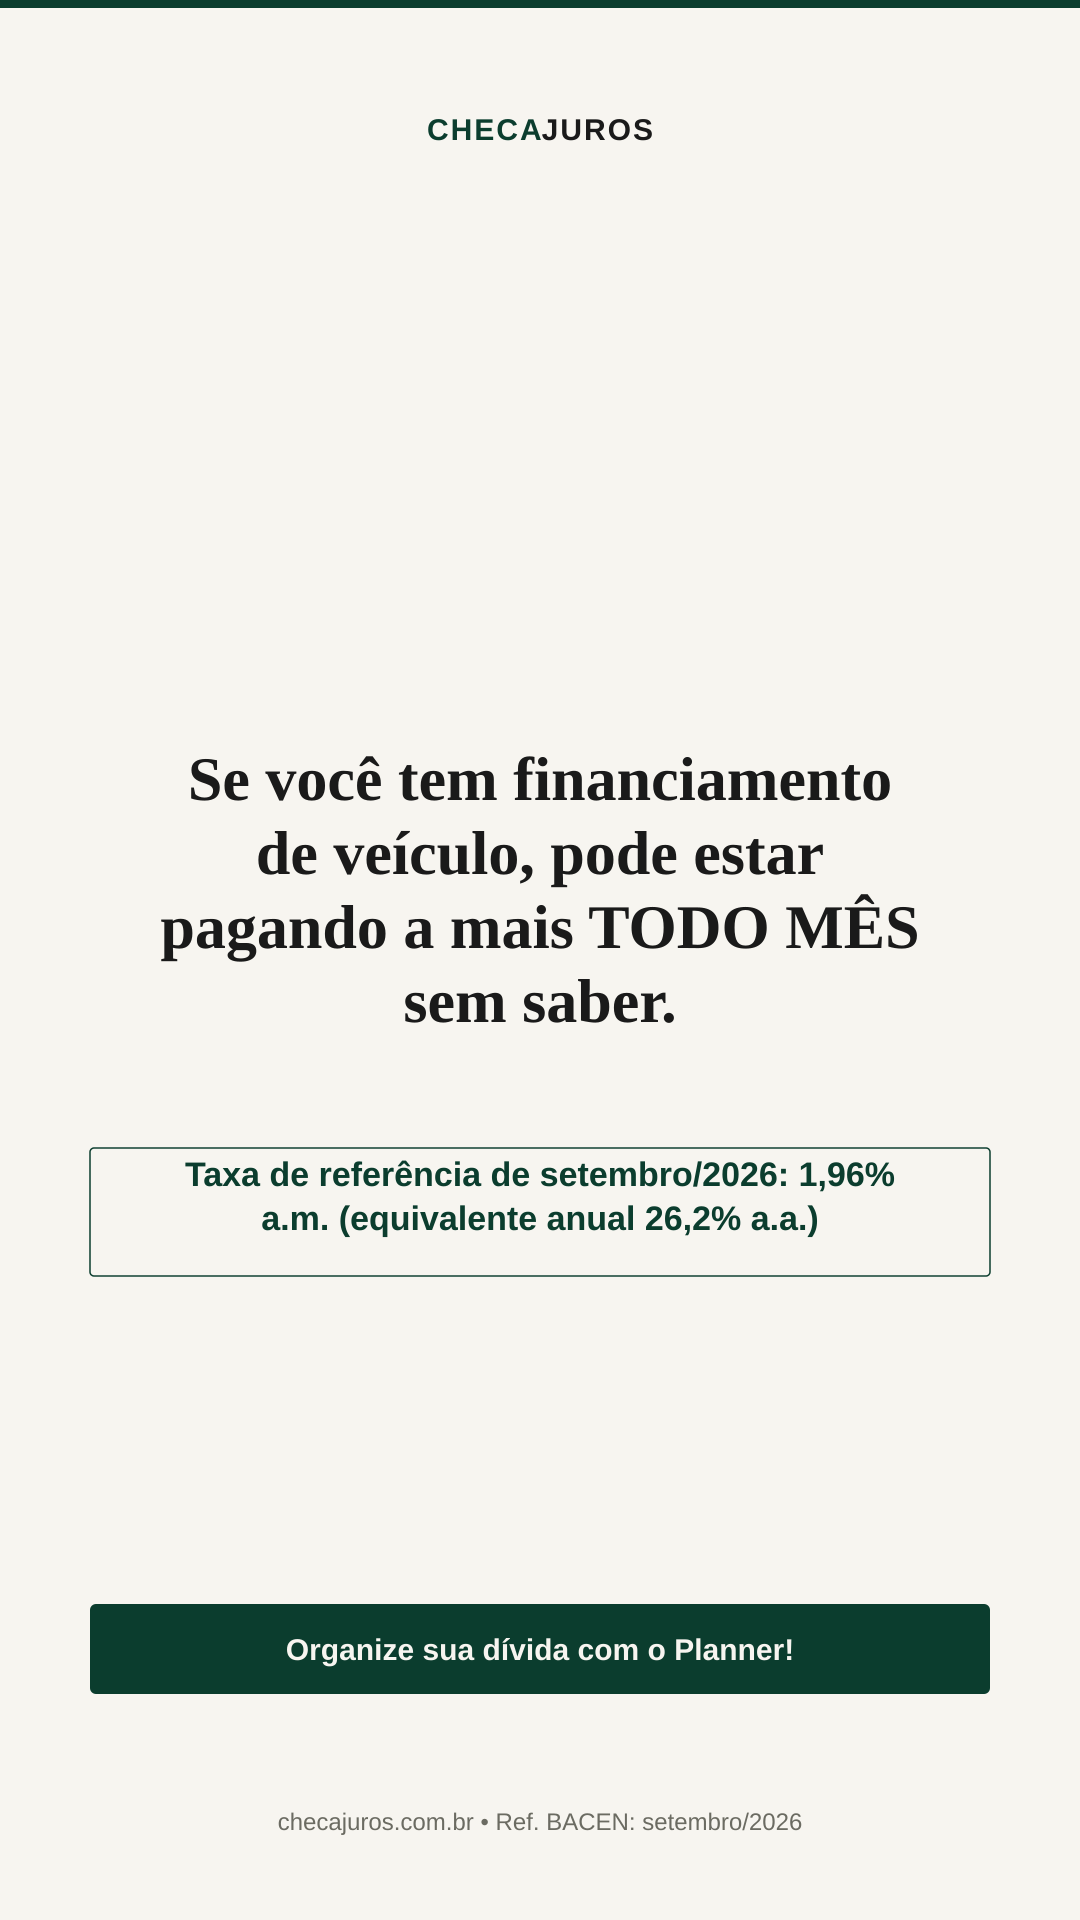 CHECAJUROS
Se você tem financiamento
de veículo, pode estar
pagando a mais TODO MÊS
sem saber.
Taxa de referência de setembro/2026: 1,96%
a.m. (equivalente anual 26,2% a.a.)
Organize sua dívida com o Planner!
checajuros.com.br • Ref. BACEN: setembro/2026